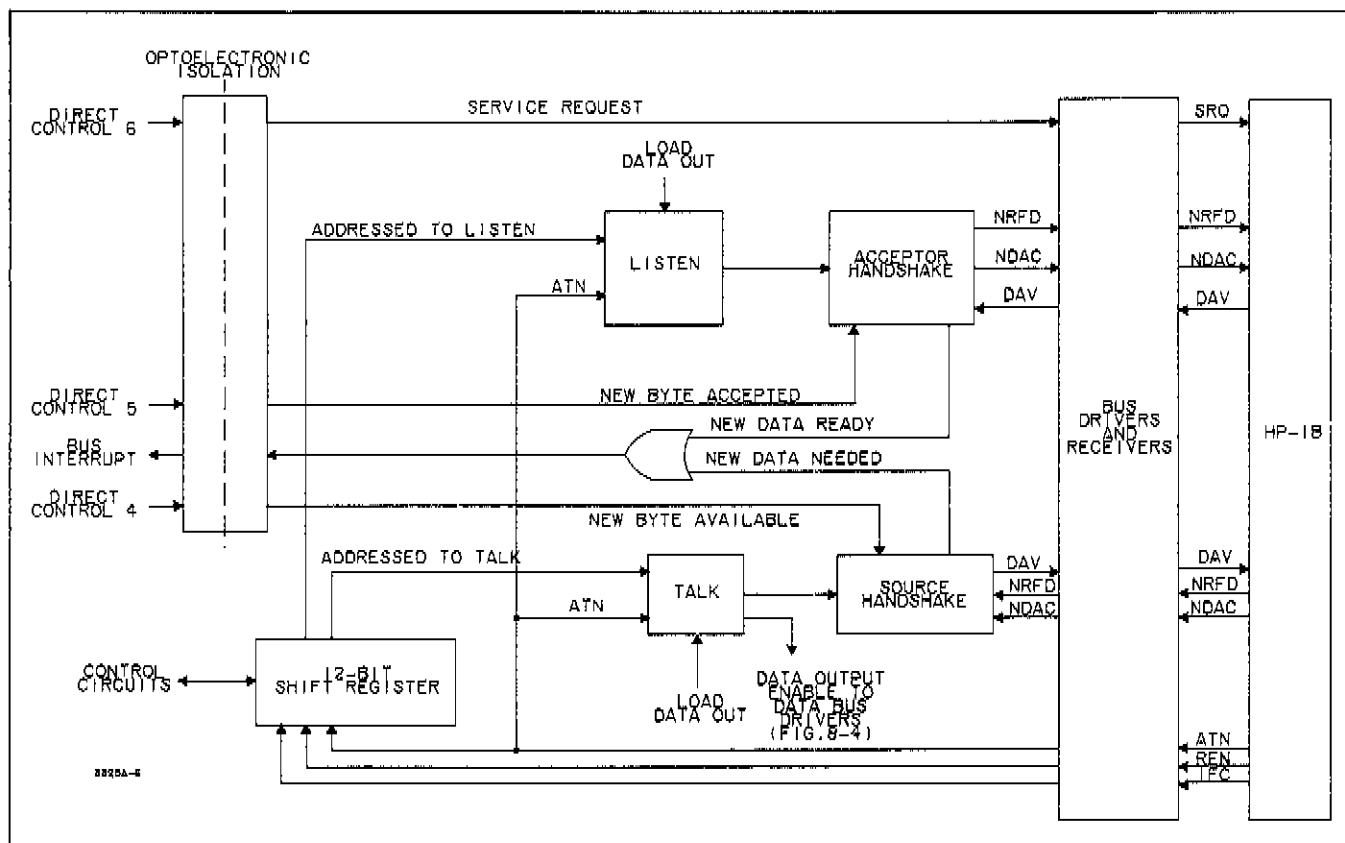 OPTOELECTRONIC
ISOLATION
DIRECT
CONTROL 6
SERVICE REQUEST
SRQ
LOAD
DATA OUT
ADDRESSED TO LISTEN
LISTEN
ATN
ACCEPTOR
HANDSHAKE
NRFD
NDAC
DAV
NRFD
NDAC
DAV
DIRECT
CONTROL 5
NEW BYTE ACCEPTED
NEW DATA READY
BUS
INTERRUPT
NEW DATA NEEDED
BUS
DRIVERS
AND
RECEIVERS
HP-IB
DIRECT
CONTROL 4
NEW BYTE AVAILABLE
ADDRESSED TO TALK
TALK
ATN
SOURCE
HANDSHAKE
DAV
NRFD
NDAC
DAV
NRFD
NDAC
CONTROL
CIRCUITS
12-BIT
SHIFT REGISTER
LOAD
DATA OUT
DATA OUTPUT
ENABLE TO
DATA BUS
DRIVERS
(FIG.8-4)
ATN
REN
IFC
3325A-6